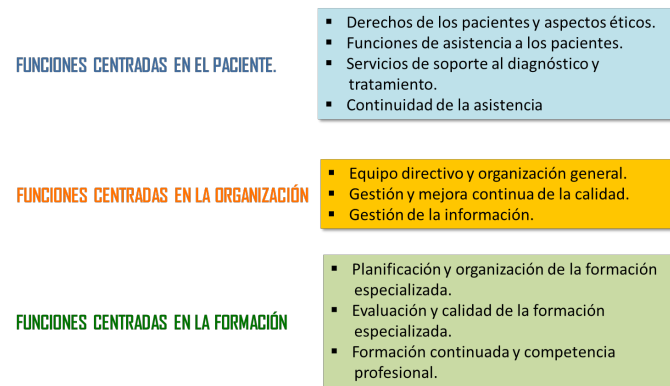 FUNCIONES CENTRADAS EN EL PACIENTE.
▪ Derechos de los pacientes y aspectos éticos.
▪ Funciones de asistencia a los pacientes.
▪ Servicios de soporte al diagnóstico y
tratamiento.
▪ Continuidad de la asistencia
FUNCIONES CENTRADAS EN LA ORGANIZACIÓN
▪ Equipo directivo y organización general.
▪ Gestión y mejora continua de la calidad.
▪ Gestión de la información.
FUNCIONES CENTRADAS EN LA FORMACIÓN
▪ Planificación y organización de la formación
especializada.
▪ Evaluación y calidad de la formación
especializada.
▪ Formación continuada y competencia
profesional.